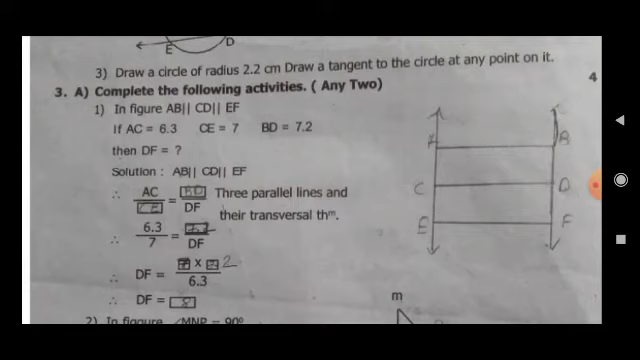 E D
3) Draw a circle of radius 2.2 cm Draw a tangent to the circle at any point on it.
4
3. A) Complete the following activities. ( Any Two)
1) In figure AB|| CD|| EF
If AC = 6.3 CE = 7 BD = 7.2
then DF = ?
Solution : AB|| CD|| EF
∴ AC/CE = BD/DF Three parallel lines and
their transversal thᵐ.
∴ 6.3/7 = 7.2/DF
∴ DF = 7 x 7.2/6.3
∴ DF = 8
A B
C D
E F
m
2) In figgure ∠MNP = 90°